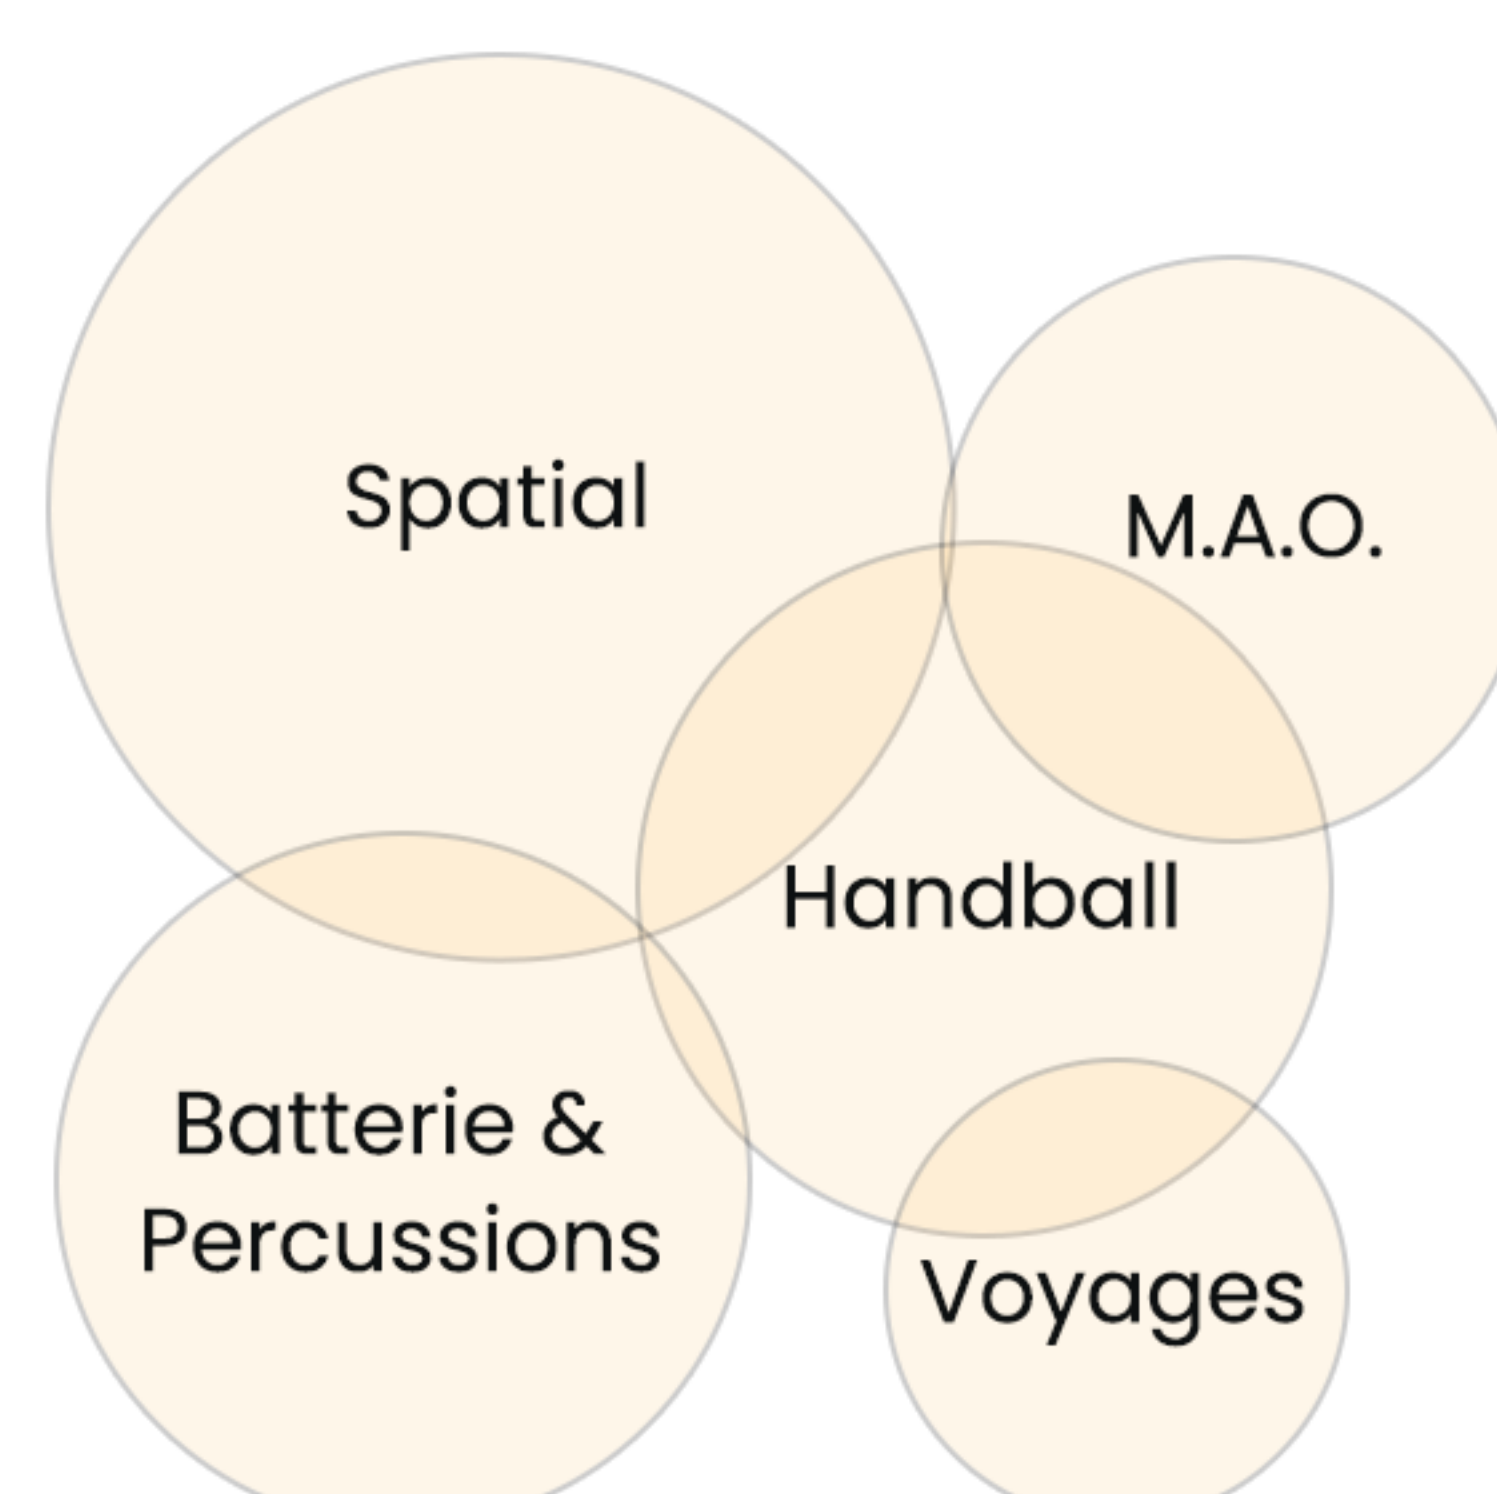 Spatial
M.A.O.
Handball
Batterie &
Percussions
Voyages